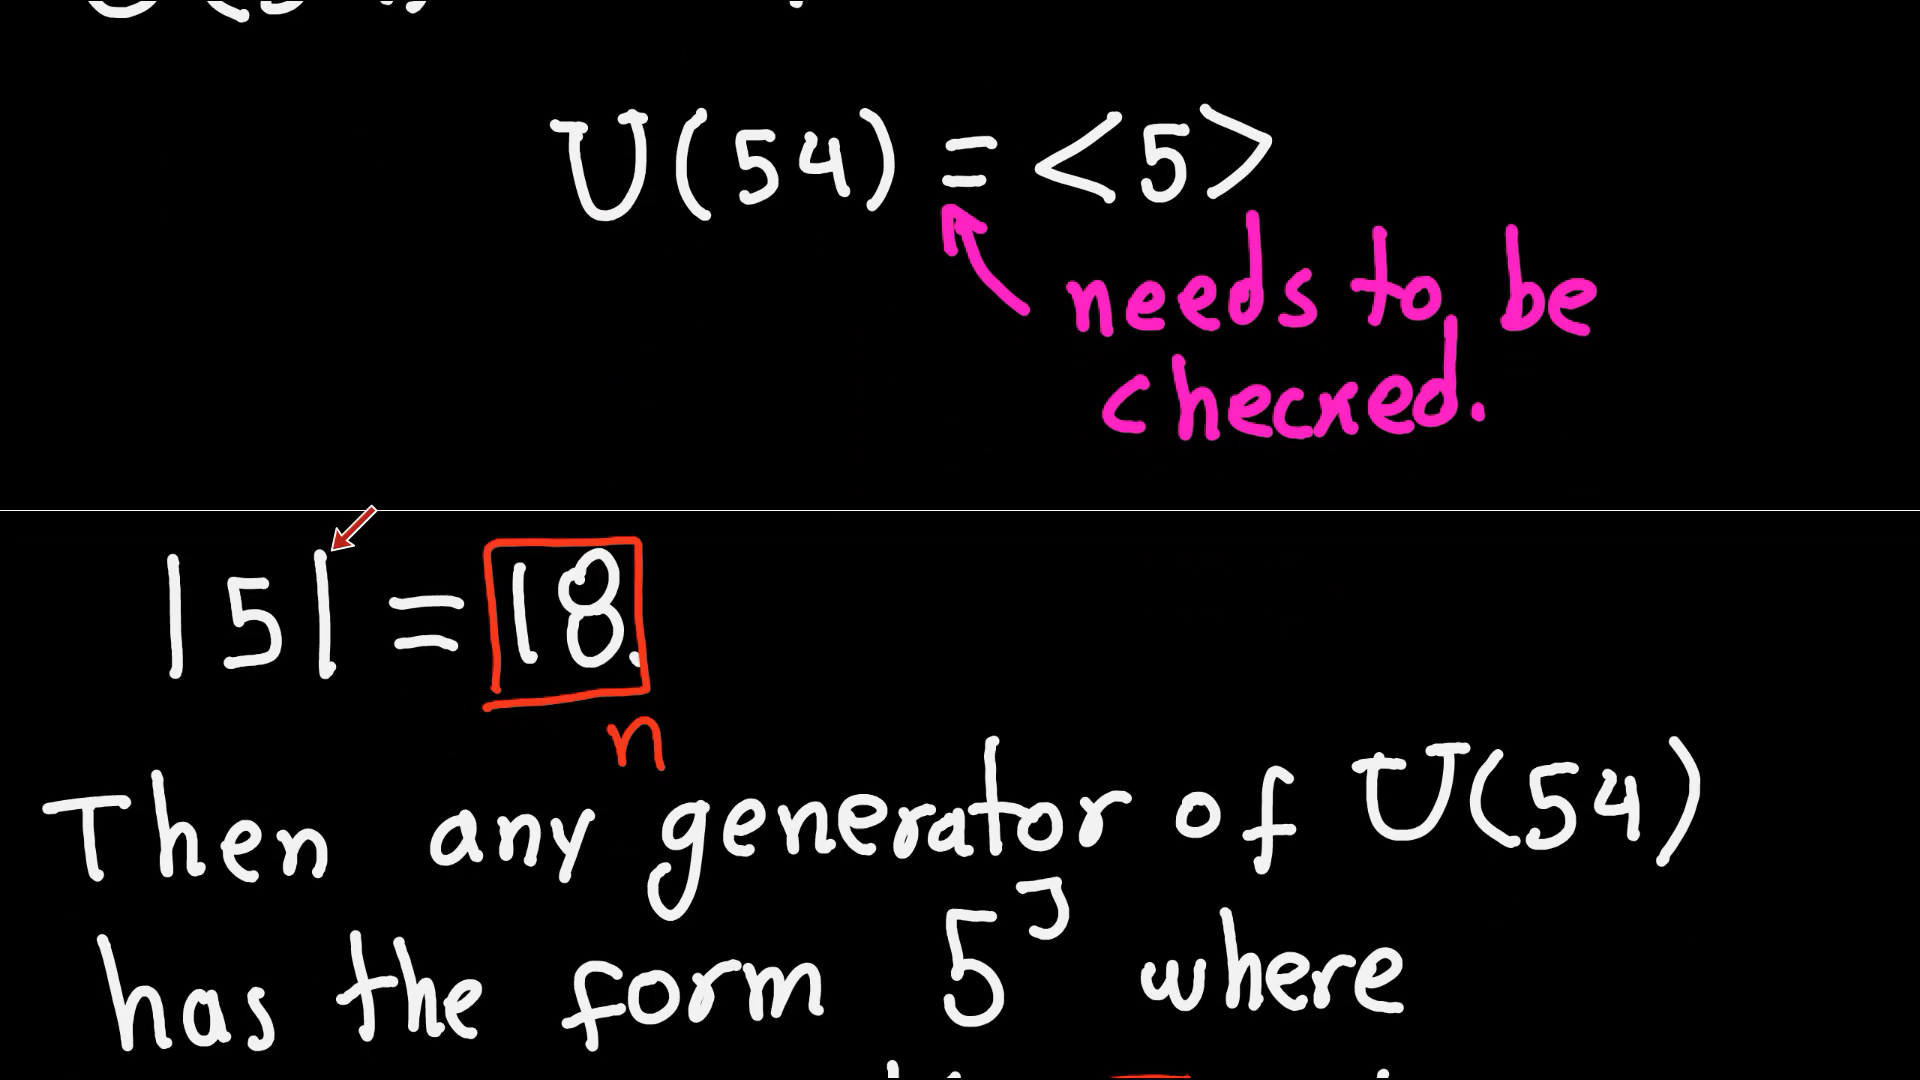 U(54) = <5>
needs to be
checked.
|5| = 18.
n
Then any generator of U(54)
has the form 5^j where